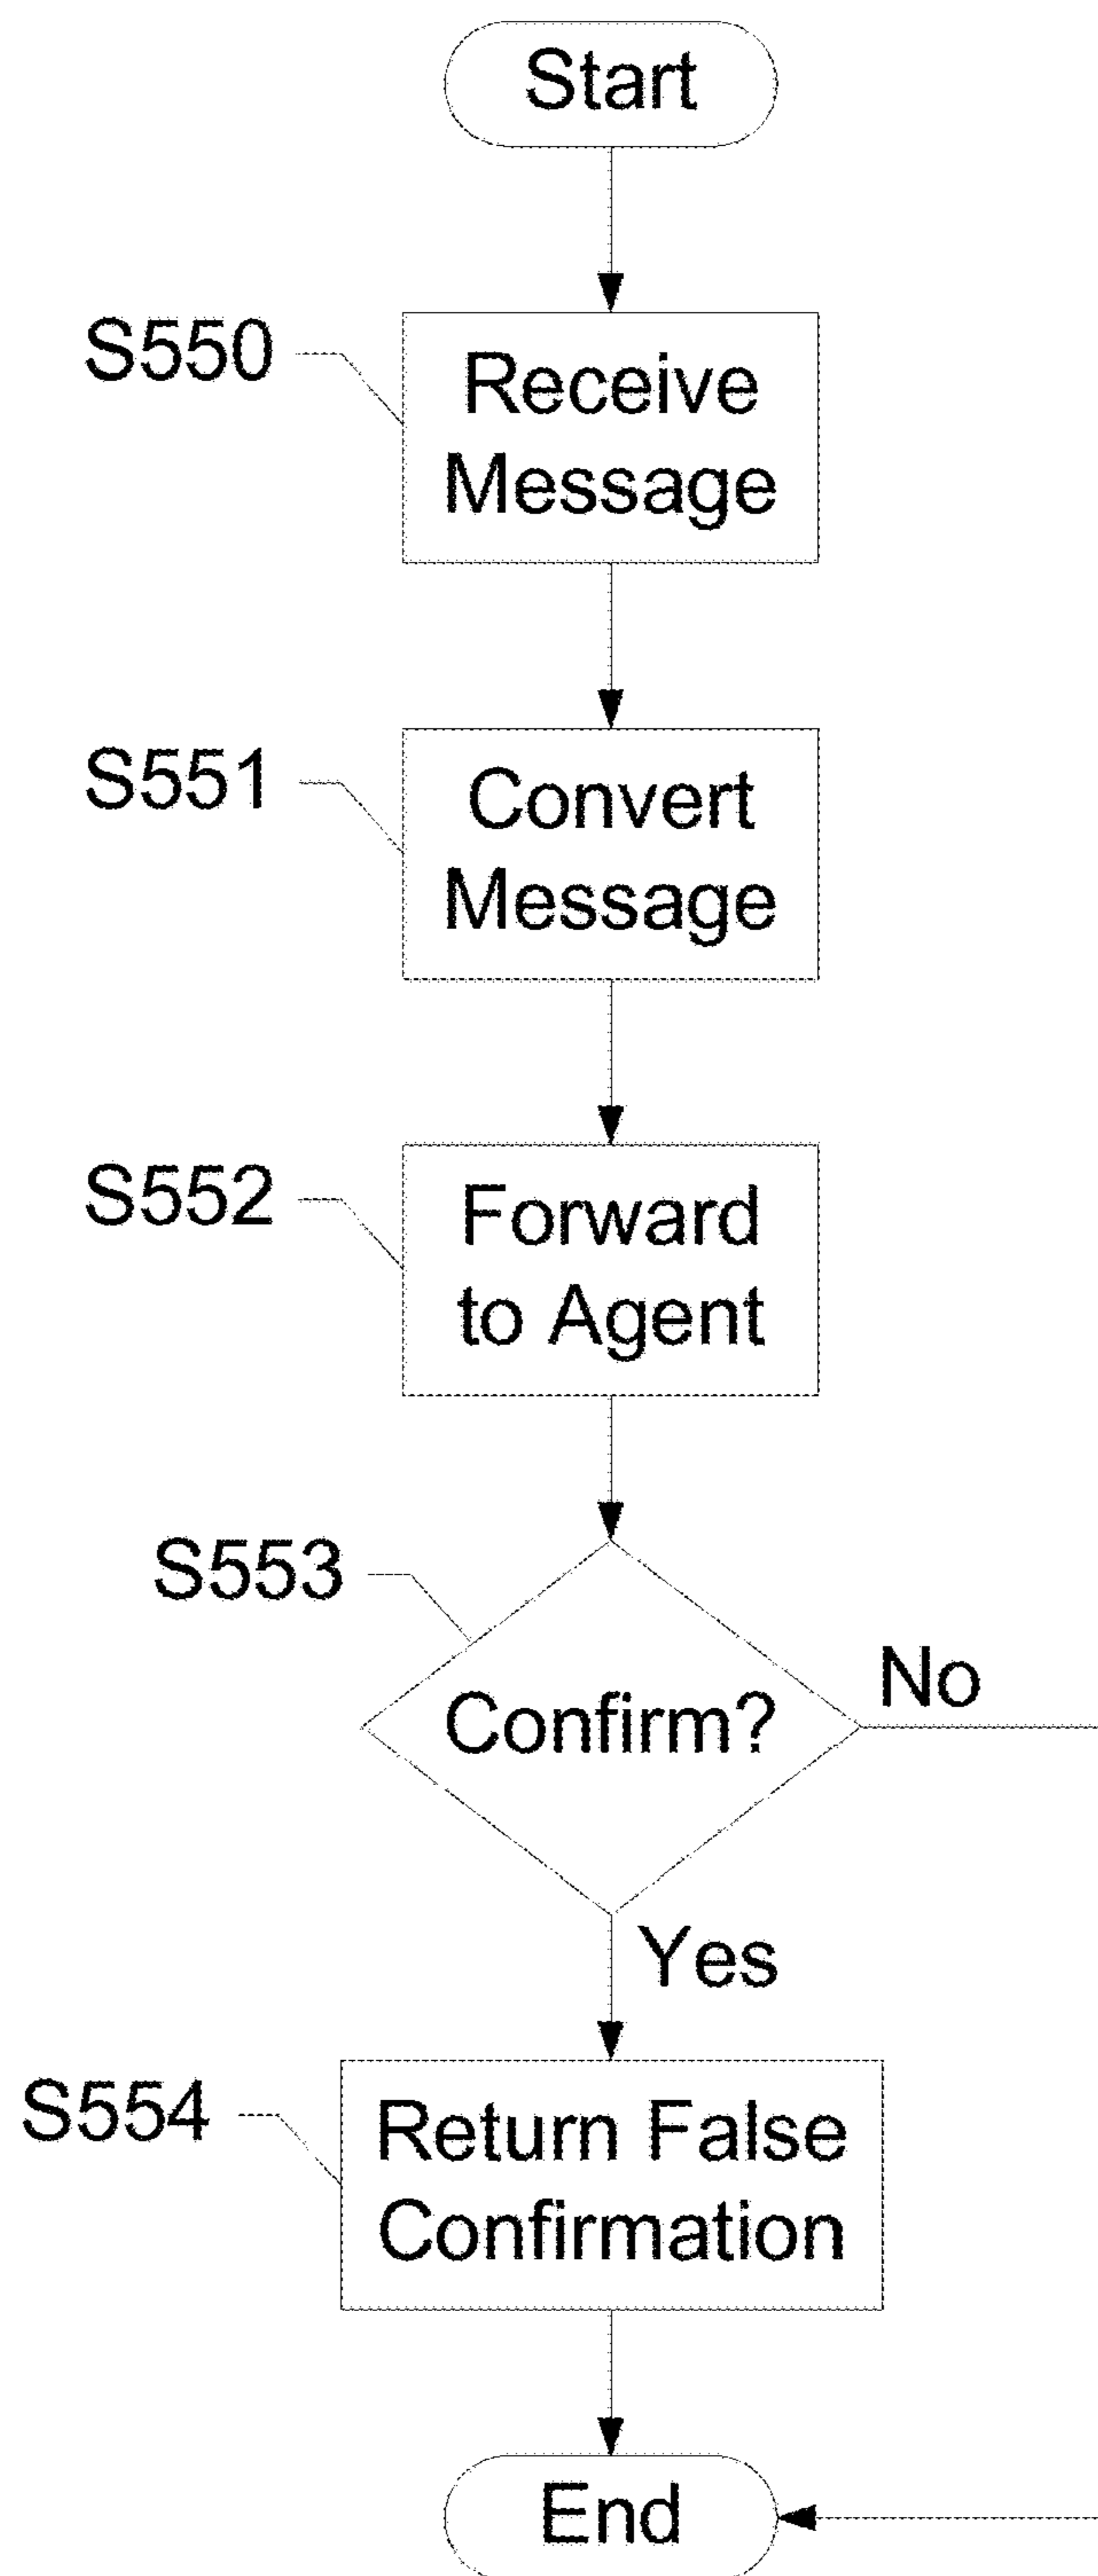 Start
S550
Receive
Message
S551
Convert
Message
S552
Forward
to Agent
S553
Confirm?
No
Yes
S554
Return False
Confirmation
End